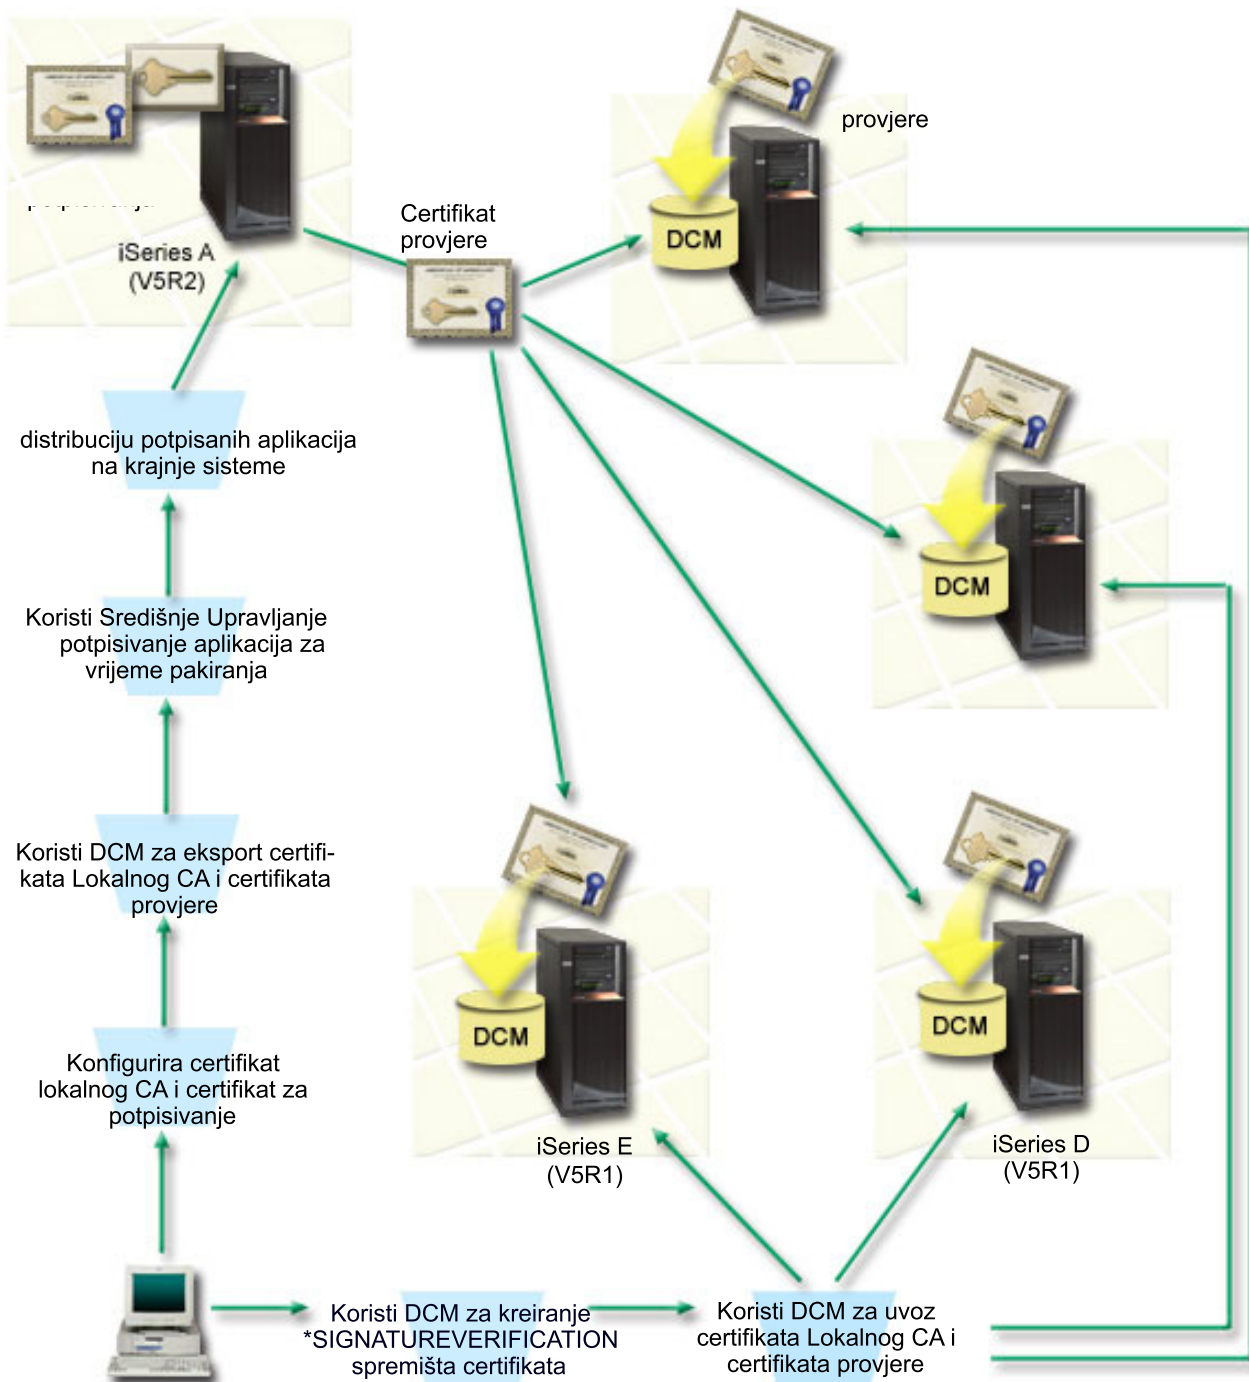 provjere
Certifikat
provjere
DCM
iSeries A
(V5R2)
distribuciju potpisanih aplikacija
na krajnje sisteme
DCM
Koristi Središnje Upravljanje
potpisivanje aplikacija za
vrijeme pakiranja
Koristi DCM za eksport certifi-
kata Lokalnog CA i certifikata
provjere
DCM
DCM
Konfigurira certifikat
lokalnog CA i certifikat za
potpisivanje
iSeries E
(V5R1)
iSeries D
(V5R1)
Koristi DCM za kreiranje
*SIGNATUREVERIFICATION
spremišta certifikata
Koristi DCM za uvoz
certifikata Lokalnog CA i
certifikata provjere